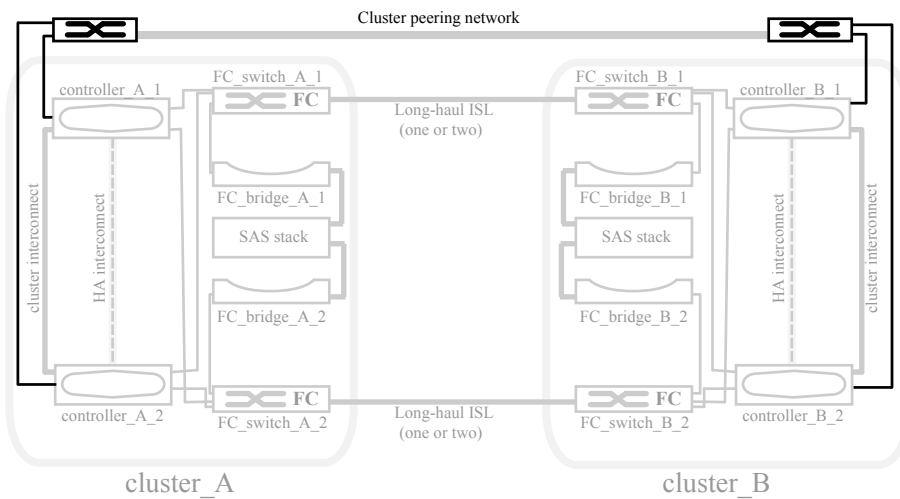 Cluster peering network
FC_switch_A_1
FC_switch_B_1
controller_A_1
controller_B_1
FC
FC
Long-haul ISL
(one or two)
FC_bridge_A_1
FC_bridge_B_1
cluster interconnect
HA interconnect
SAS stack
SAS stack
HA interconnect
cluster interconnect
FC_bridge_A_2
FC_bridge_B_2
FC
FC
controller_A_2
FC_switch_A_2
Long-haul ISL
(one or two)
FC_switch_B_2
controller_B_2
cluster_A
cluster_B